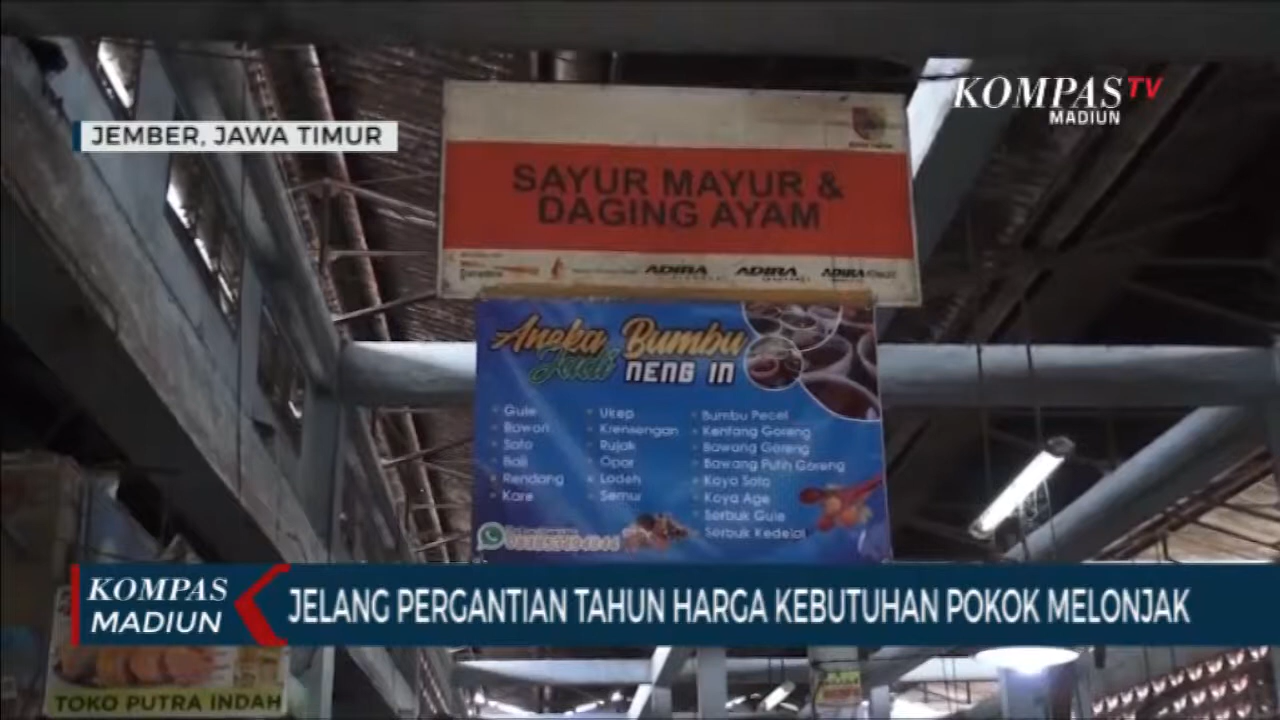 JEMBER, JAWA TIMUR
KOMPAS TV
MADIUN
SAYUR MAYUR &
DAGING AYAM
ADIRA ADIRA ADIRA
Aneka Bumbu
Jadi NENG IN
Gule
Bawon
Soto
Bali
Rendang
Kare
Ukep
Krensengan
Rujak
Opor
Lodeh
Semur
Bumbu Pecel
Kentang Goreng
Bawang Goreng
Bawang Putih Goreng
Koya Soto
Koya Age
Serbuk Gule
Serbuk Kedelai
KOMPAS
MADIUN
JELANG PERGANTIAN TAHUN HARGA KEBUTUHAN POKOK MELONJAK
TOKO PUTRA INDAH